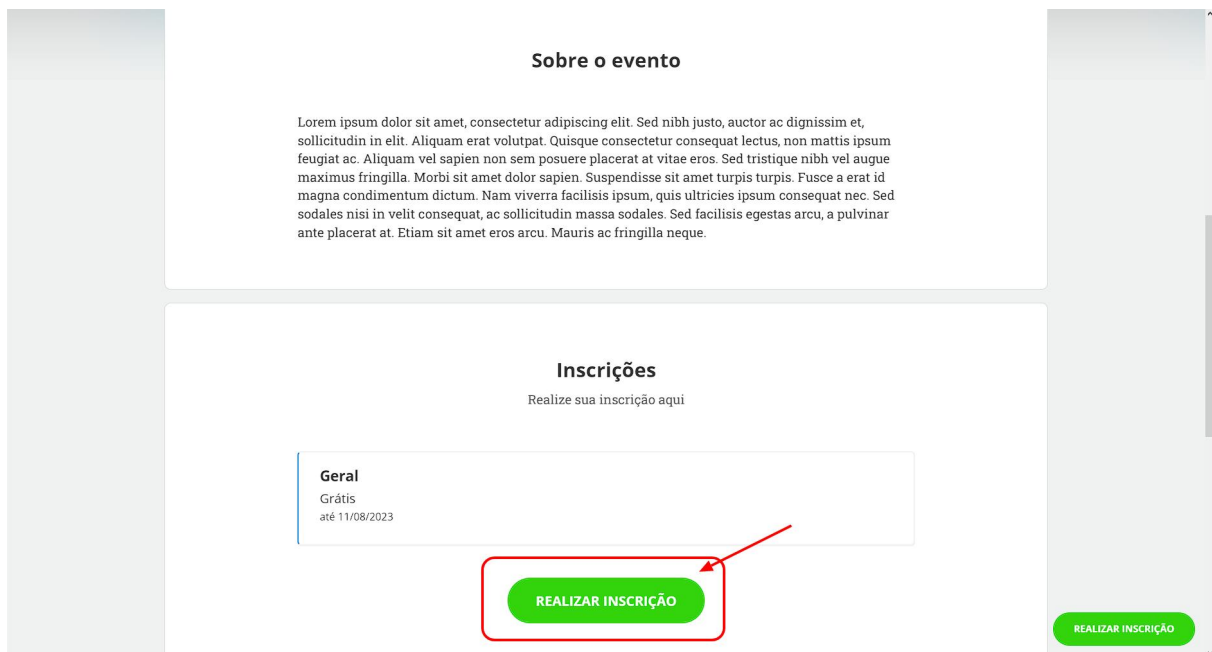 Sobre o evento
Lorem ipsum dolor sit amet, consectetur adipiscing elit. Sed nibh justo, auctor ac dignissim et,
sollicitudin in elit. Aliquam erat volutpat. Quisque consectetur consequat lectus, non mattis ipsum
feugiat ac. Aliquam vel sapien non sem posuere placerat at vitae eros. Sed tristique nibh vel augue
maximus fringilla. Morbi sit amet dolor sapien. Suspendisse sit amet turpis turpis. Fusce a erat id
magna condimentum dictum. Nam viverra facilisis ipsum, quis ultricies ipsum consequat nec. Sed
sodales nisi in velit consequat, ac sollicitudin massa sodales. Sed facilisis egestas arcu, a pulvinar
ante placerat at. Etiam sit amet eros arcu. Mauris ac fringilla neque.
Inscrições
Realize sua inscrição aqui
Geral
Grátis
até 11/08/2023
REALIZAR INSCRIÇÃO
REALIZAR INSCRIÇÃO